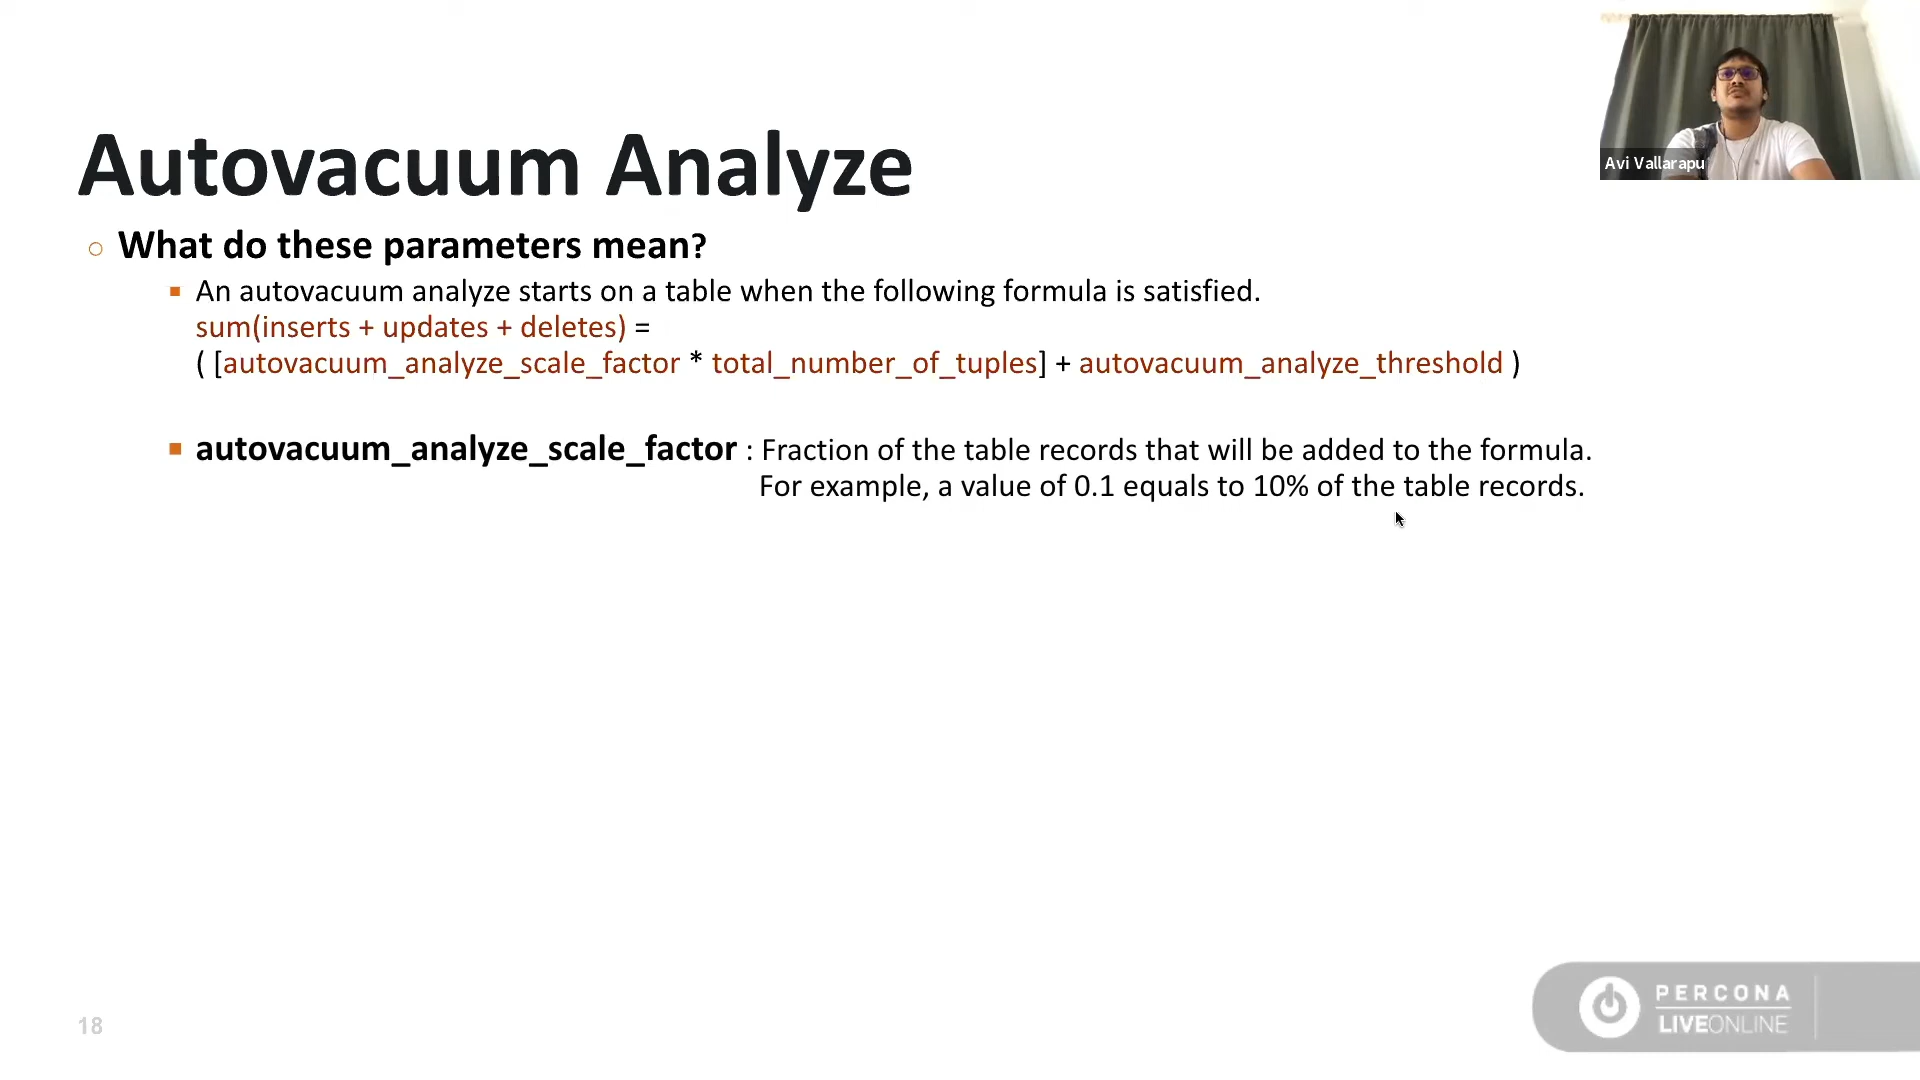 Autovacuum Analyze
What do these parameters mean?
An autovacuum analyze starts on a table when the following formula is satisfied.
sum(inserts + updates + deletes) =
( [autovacuum_analyze_scale_factor * total_number_of_tuples] + autovacuum_analyze_threshold )
autovacuum_analyze_scale_factor : Fraction of the table records that will be added to the formula.
For example, a value of 0.1 equals to 10% of the table records.
Avi Vallarapu
18
PERCONA
LIVEONLINE